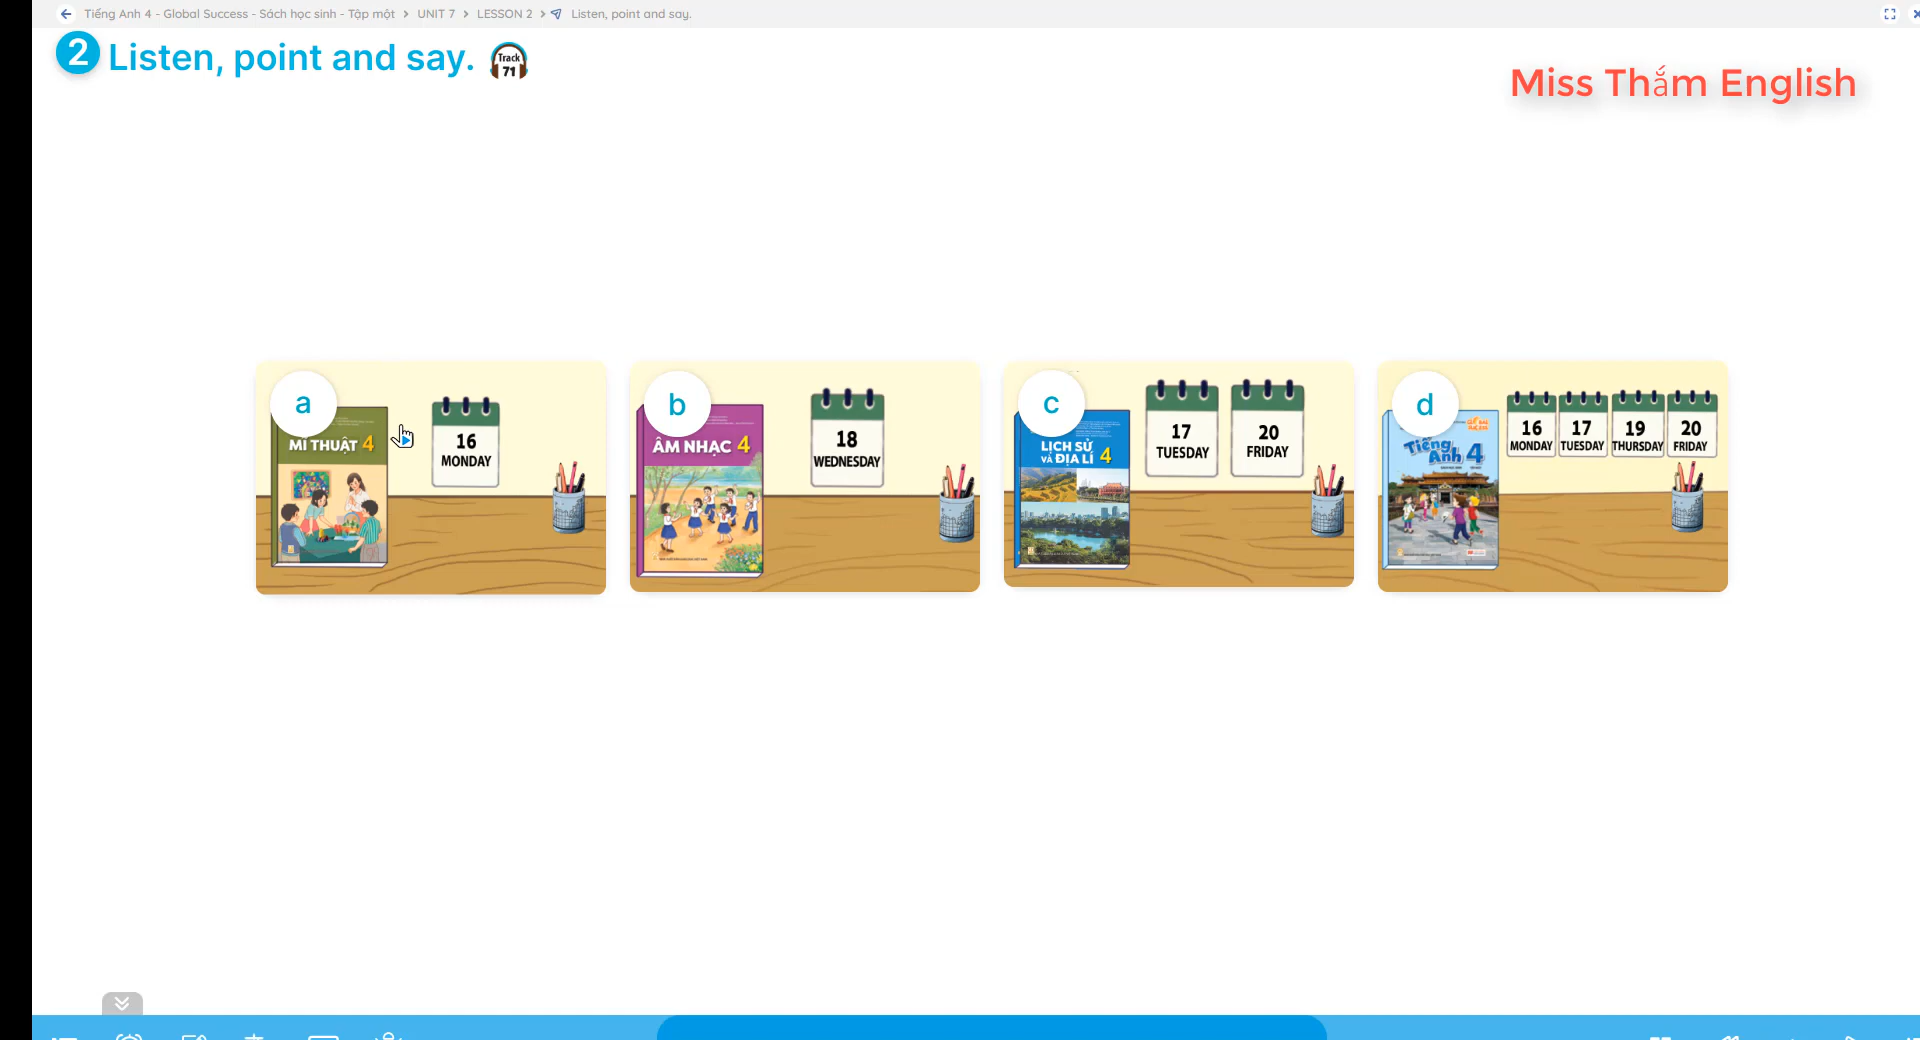 Tiếng Anh 4 - Global Success - Sách học sinh - Tập một > UNIT 7 > LESSON 2 > Listen, point and say.
2 Listen, point and say. Track 71
Miss Thắm English
a
MĨ THUẬT 4
16
MONDAY
b
ÂM NHẠC 4
18
WEDNESDAY
c
LỊCH SỬ
VÀ ĐỊA LÍ 4
17
TUESDAY
20
FRIDAY
d
Tiếng
Anh 4
16
MONDAY
17
TUESDAY
19
THURSDAY
20
FRIDAY